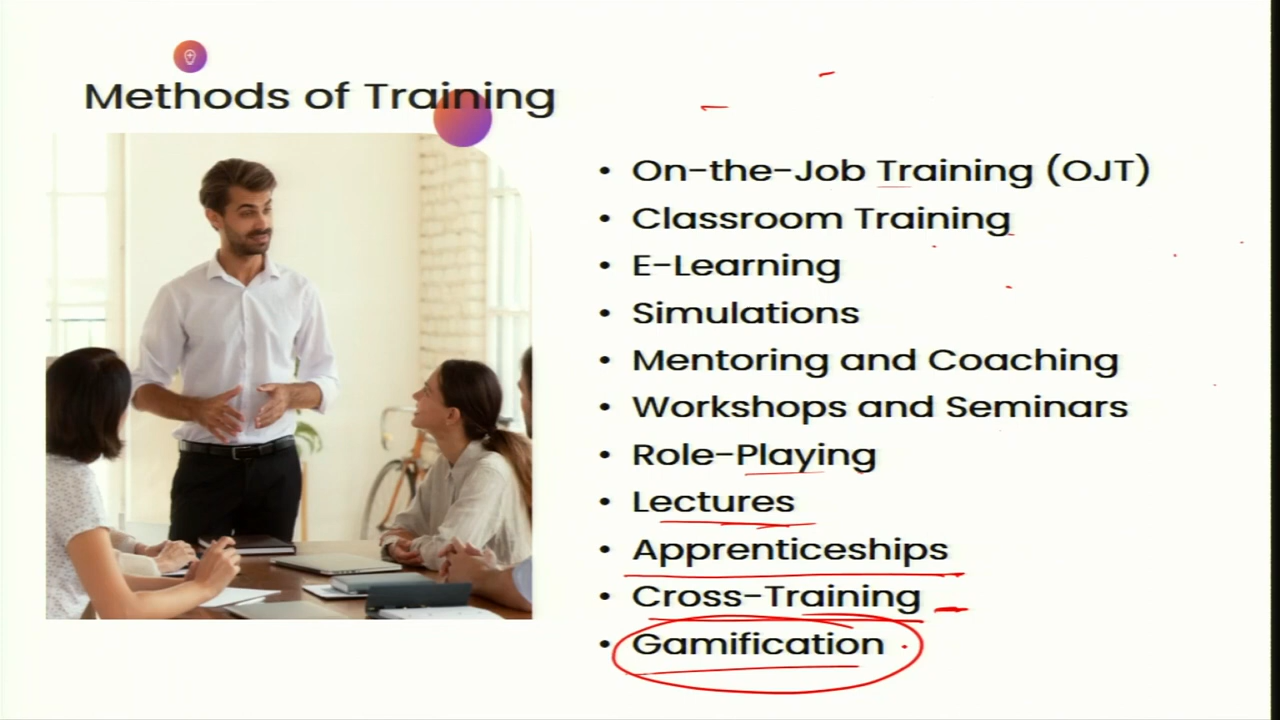 Methods of Training
• On-the-Job Training (OJT)
• Classroom Training
• E-Learning
• Simulations
• Mentoring and Coaching
• Workshops and Seminars
• Role-Playing
• Lectures
• Apprenticeships
• Cross-Training
• Gamification